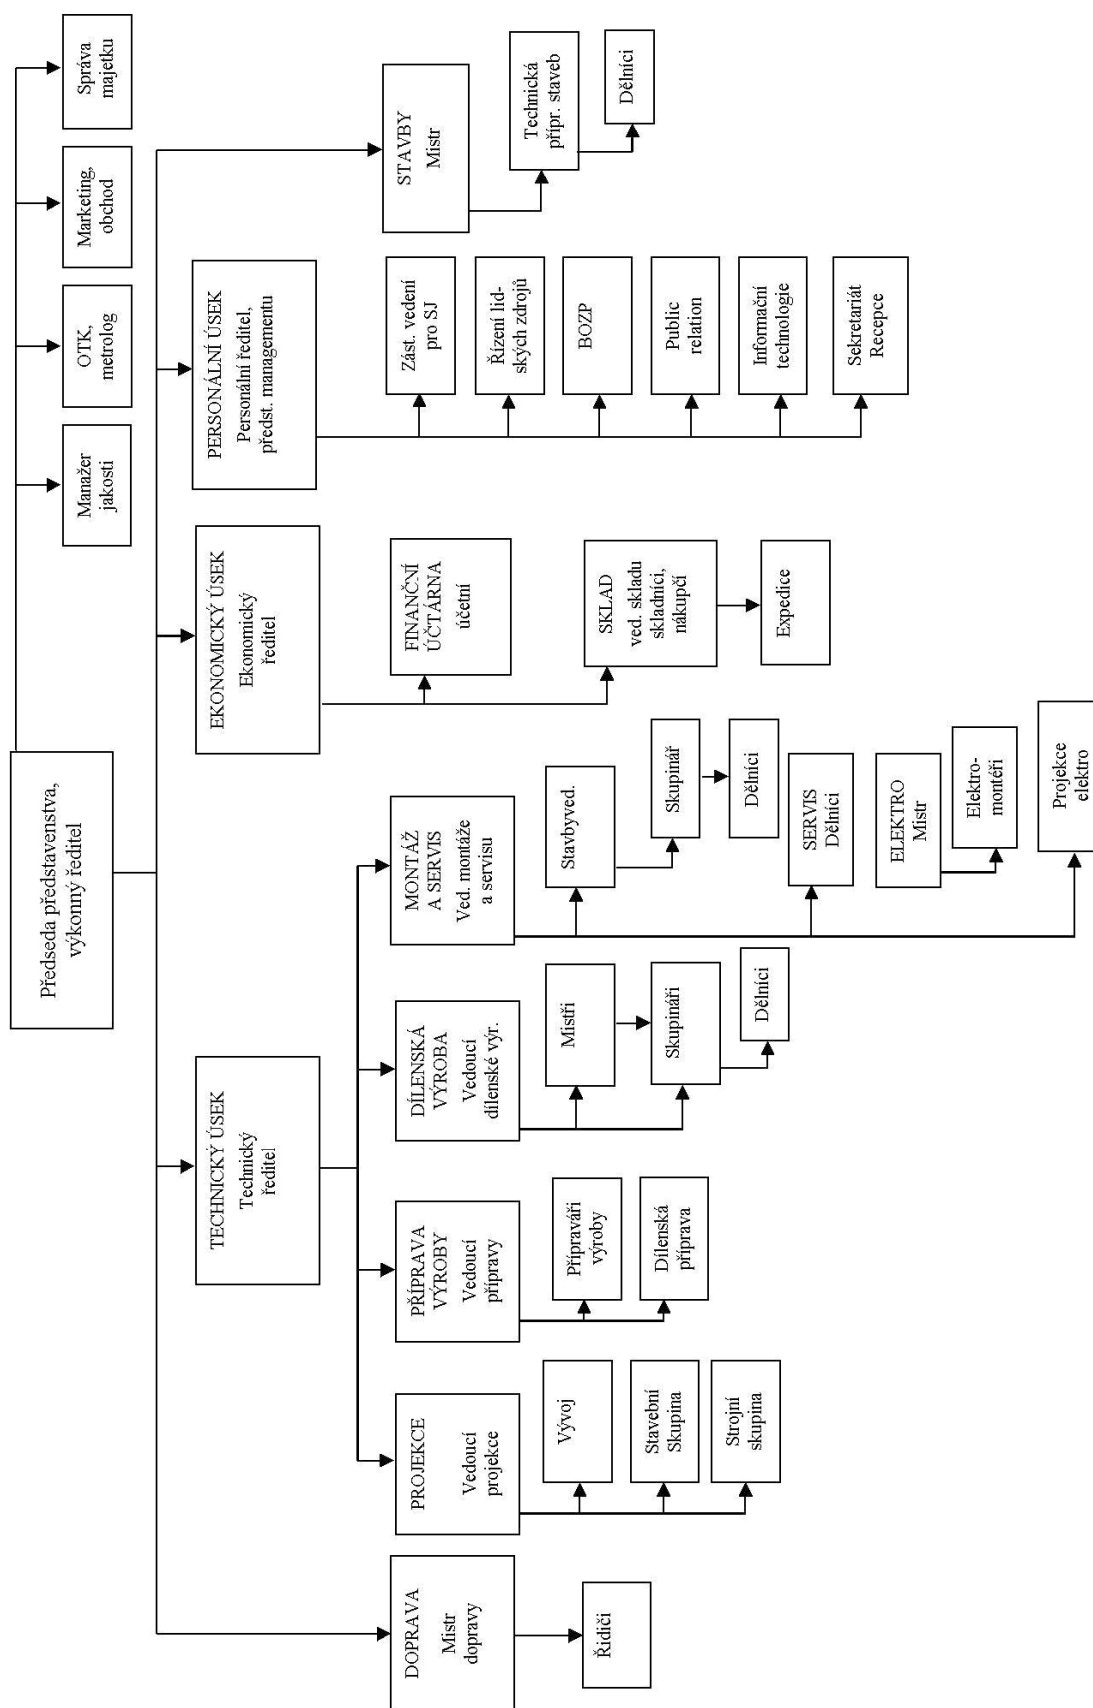 Předseda představenstva,
výkonný ředitel
Manažer
jakosti
OTK,
metrolog
Marketing,
obchod
Správa
majetku
DOPRAVA
Mistr
dopravy
Řidiči
TECHNICKÝ ÚSEK
Technický
ředitel
PROJEKCE
Vedoucí
projekce
Vývoj
Stavební
Skupina
Strojní
skupina
PŘÍPRAVA
VÝROBY
Vedoucí
přípravy
Přípraváři
výroby
Dílenská
příprava
DÍLENSKÁ
VÝROBA
Vedoucí
dílenské výr.
Mistři
Skupináři
Dělníci
MONTÁŽ
A SERVIS
Ved. montáže
a servisu
Stavbyved.
Skupinář
Dělníci
SERVIS
Dělníci
ELEKTRO
Mistr
Elektro-
montéři
Projekce
elektro
EKONOMICKÝ ÚSEK
Ekonomický
ředitel
FINANČNÍ
ÚČTÁRNA
účetní
SKLAD
ved. skladu
skladníci,
nákupčí
Expedice
PERSONÁLNÍ ÚSEK
Personální ředitel,
předst. managementu
Zást. vedení
pro SJ
Řízení lid-
ských zdrojů
BOZP
Public
relation
Informační
technologie
Sekretariát
Recepce
STAVBY
Mistr
Technická
přípr. staveb
Dělníci